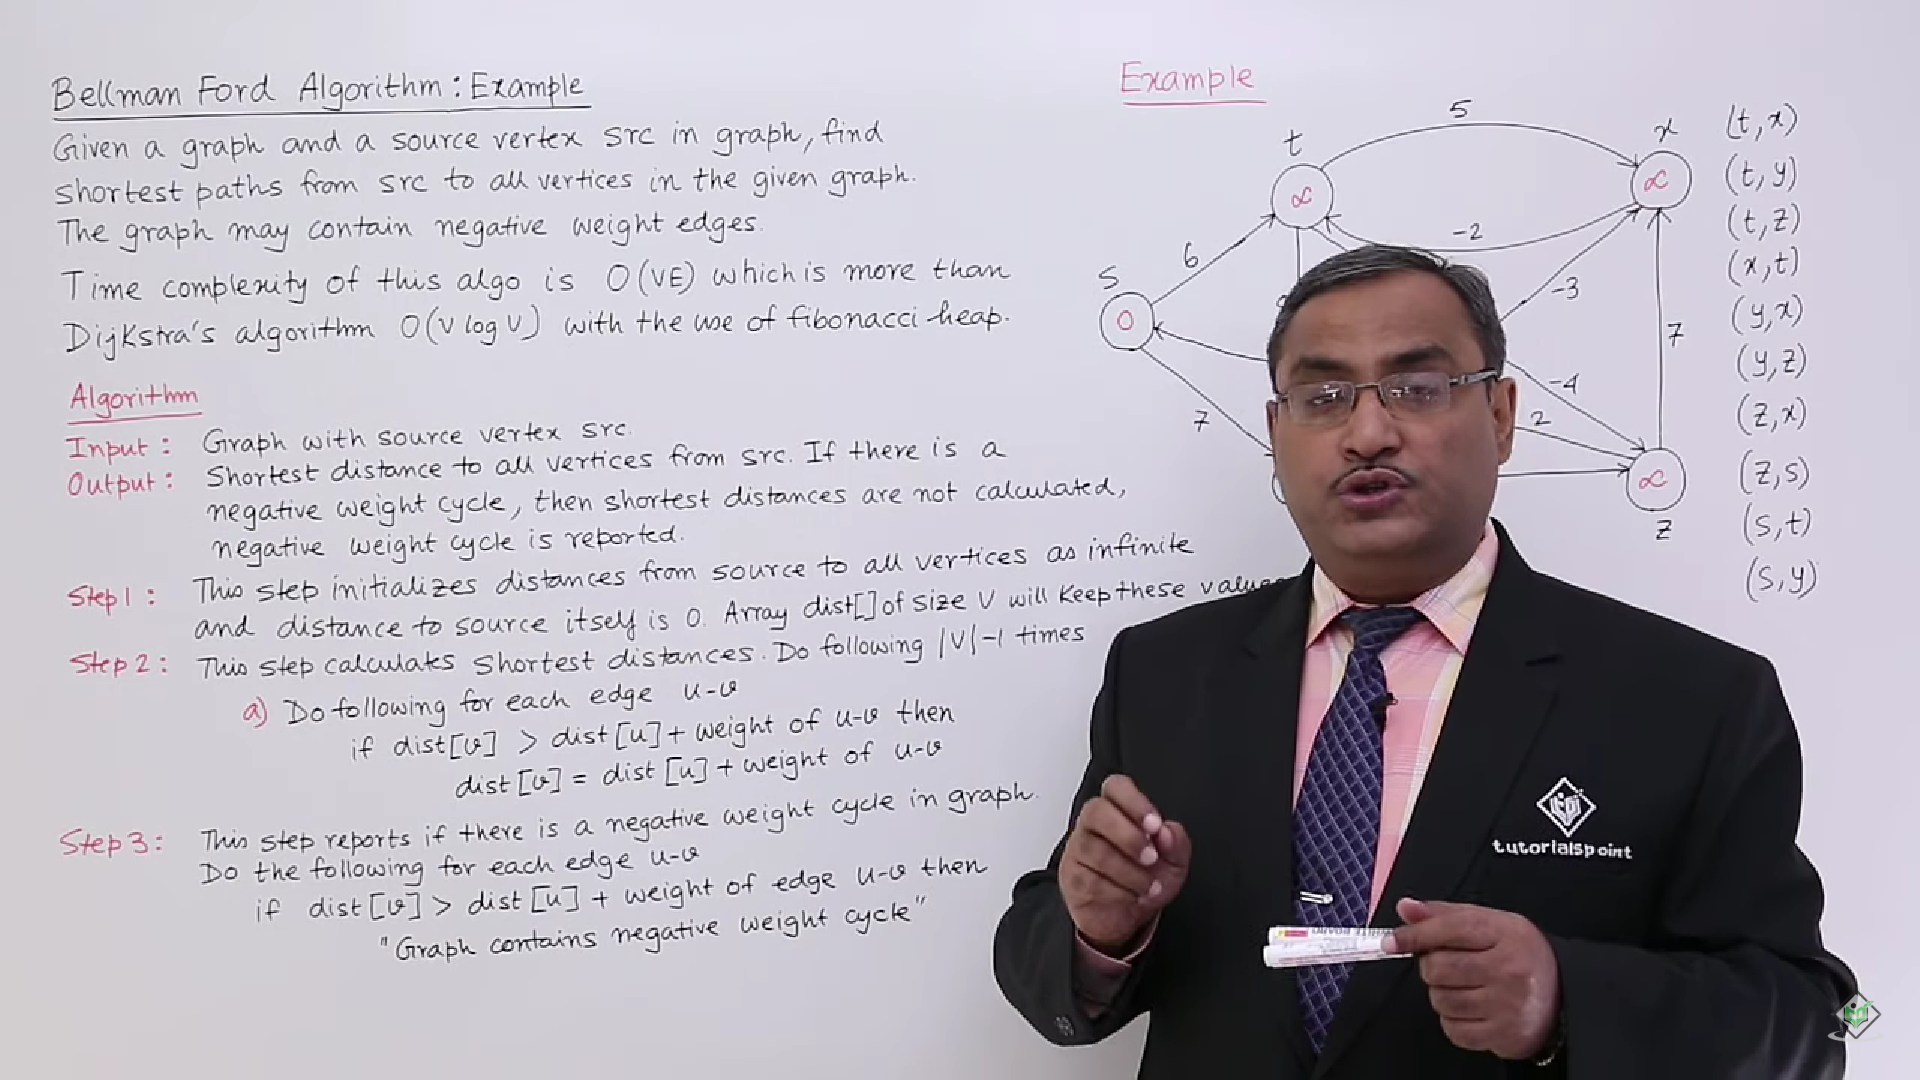 Bellman Ford Algorithm : Example
Given a graph and a source vertex src in graph, find
shortest paths from src to all vertices in the given graph.
The graph may contain negative weight edges.
Time complexity of this algo is O(VE) which is more than
Dijkstra's algorithm O(V log V) with the use of fibonacci heap.
Algorithm
Input : Graph with source vertex src.
Output : Shortest distance to all vertices from src. If there is a
negative weight cycle, then shortest distances are not calculated,
negative weight cycle is reported.
Step 1 : This step initializes distances from source to all vertices as infinite
and distance to source itself is 0. Array dist[] of size V will keep these values
Step 2 : This step calculates shortest distances. Do following |V|-1 times
a) Do following for each edge u-v
if dist[v] > dist[u] + weight of u-v then
dist[v] = dist[u] + weight of u-v
Step 3 : This step reports if there is a negative weight cycle in graph.
Do the following for each edge u-v
if dist[v] > dist[u] + weight of edge u-v then
"Graph contains negative weight cycle"
Example
5
t
x
∝
∝
-2
6
S
-3
0
7
-4
7
2
∝
z
(t,x)
(t,y)
(t,z)
(x,t)
(y,x)
(y,z)
(z,x)
(z,s)
(s,t)
(s,y)
tutorialspoint